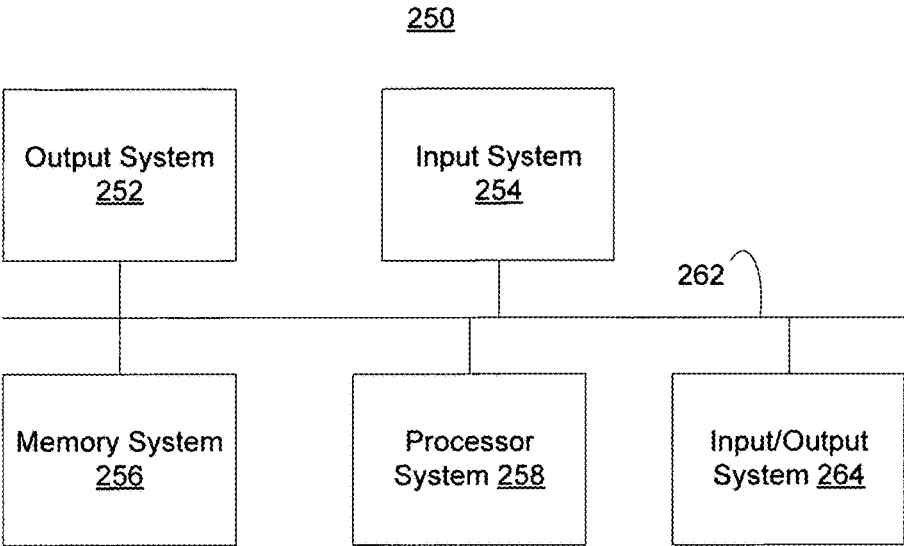 250
Output System
252
Input System
254
262
Memory System
256
Processor
System 258
Input/Output
System 264